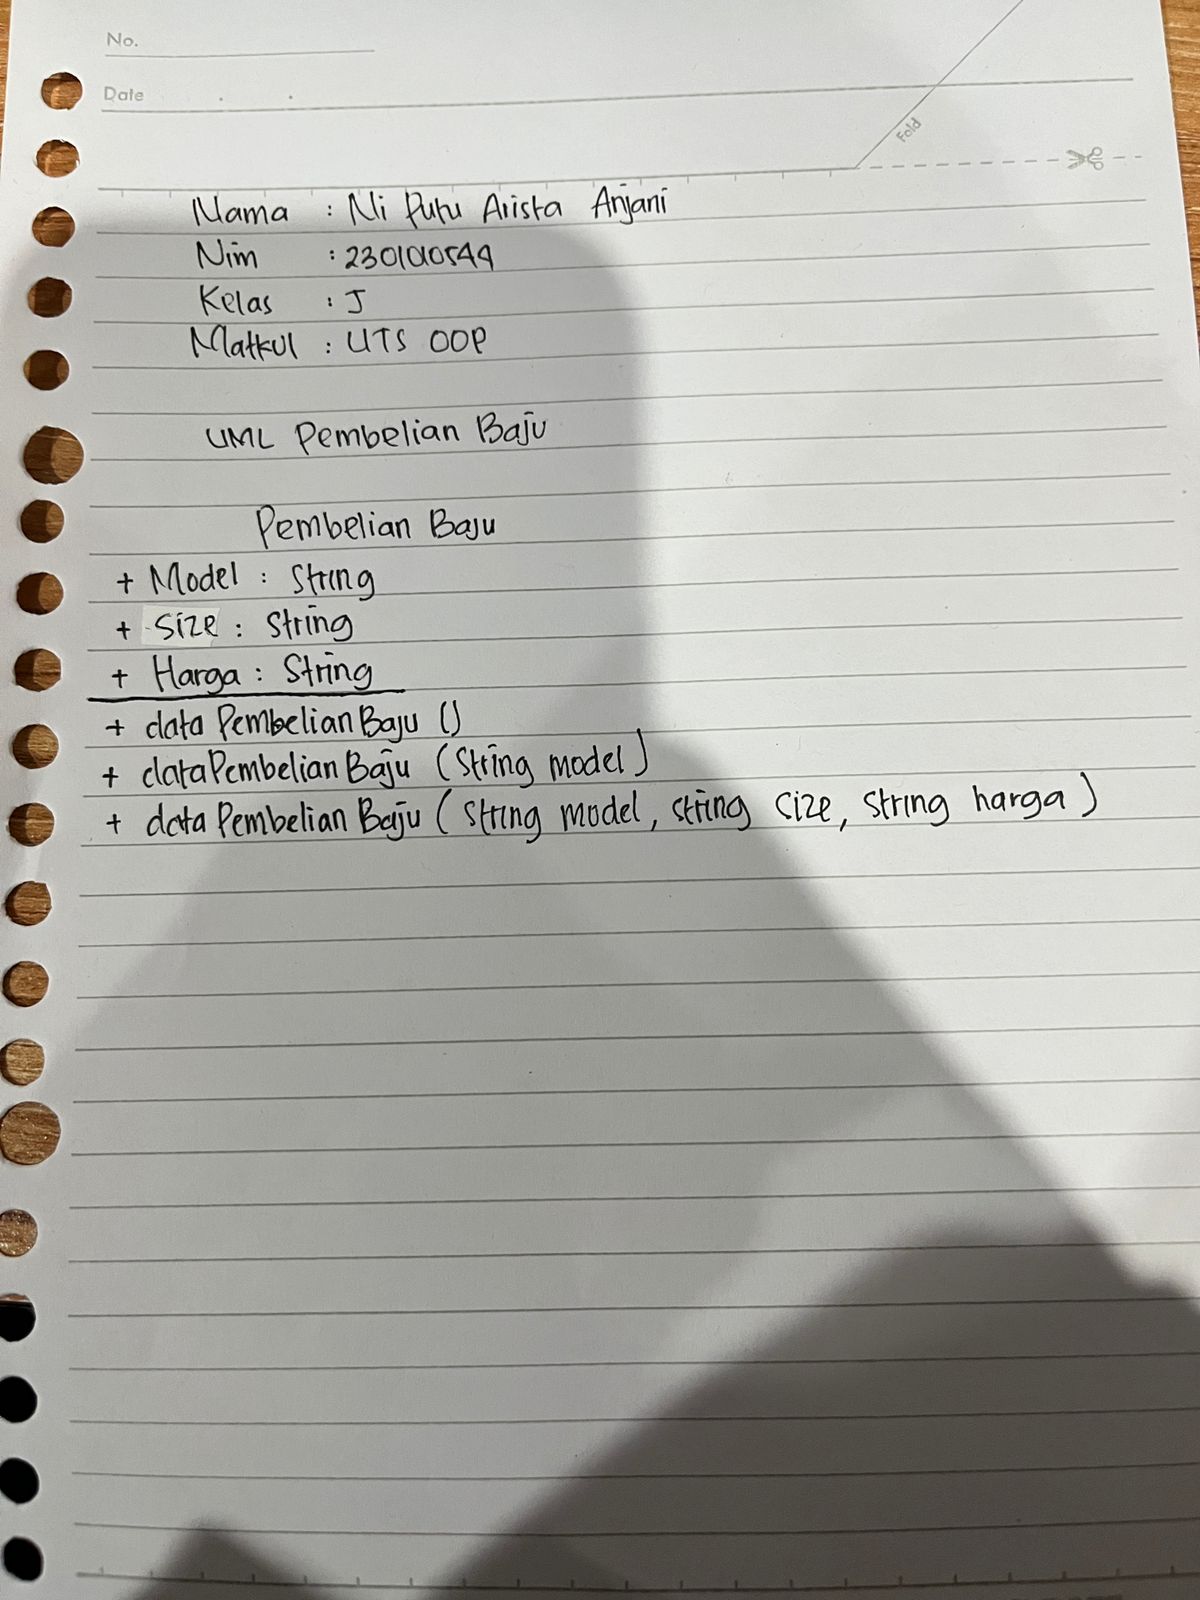 No.
Date
Fold
Nama : Ni Putu Arista Anjani
Nim : 2301010544
Kelas : J
Matkul : UTS OOP
UML Pembelian Baju
Pembelian Baju
+ Model : String
+ Size : String
+ Harga : String
+ data Pembelian Baju ()
+ dataPembelian Baju (String model)
+ data Pembelian Baju (String model, string size, string harga)